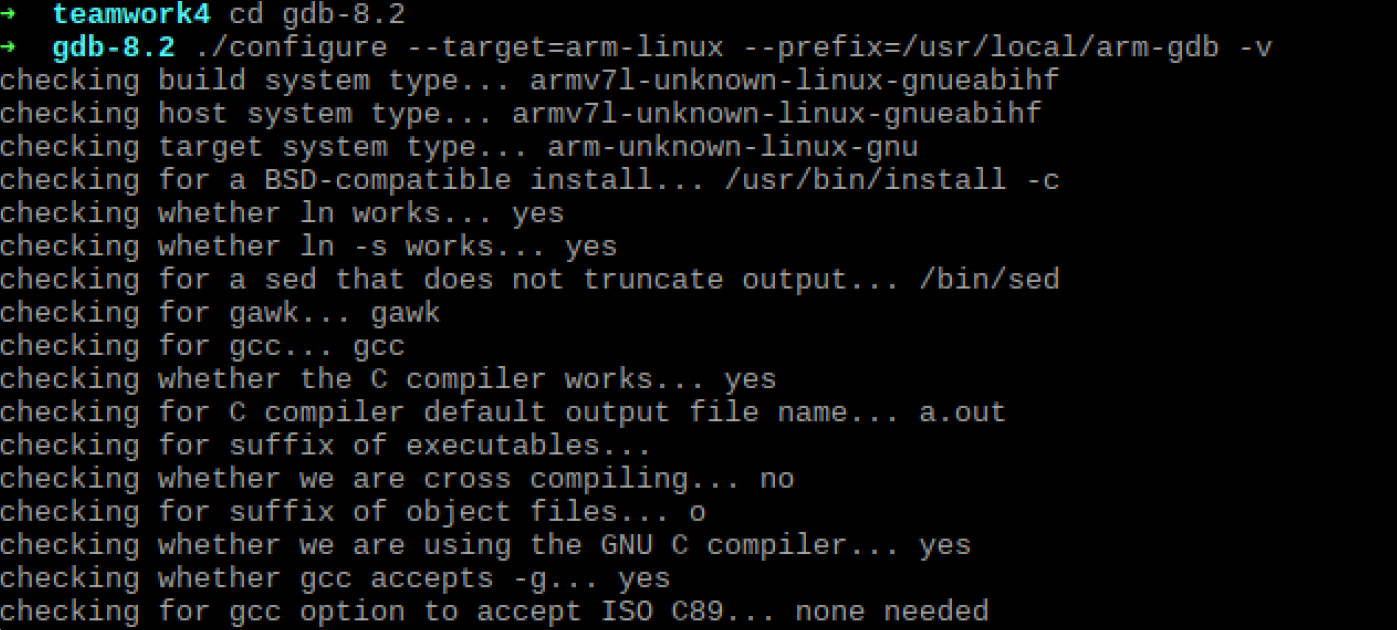 → teamwork4 cd gdb-8.2
→ gdb-8.2 ./configure --target=arm-linux --prefix=/usr/local/arm-gdb -v
checking build system type... armv7l-unknown-linux-gnueabihf
checking host system type... armv7l-unknown-linux-gnueabihf
checking target system type... arm-unknown-linux-gnu
checking for a BSD-compatible install... /usr/bin/install -c
checking whether ln works... yes
checking whether ln -s works... yes
checking for a sed that does not truncate output... /bin/sed
checking for gawk... gawk
checking for gcc... gcc
checking whether the C compiler works... yes
checking for C compiler default output file name... a.out
checking for suffix of executables...
checking whether we are cross compiling... no
checking for suffix of object files... o
checking whether we are using the GNU C compiler... yes
checking whether gcc accepts -g... yes
checking for gcc option to accept ISO C89... none needed